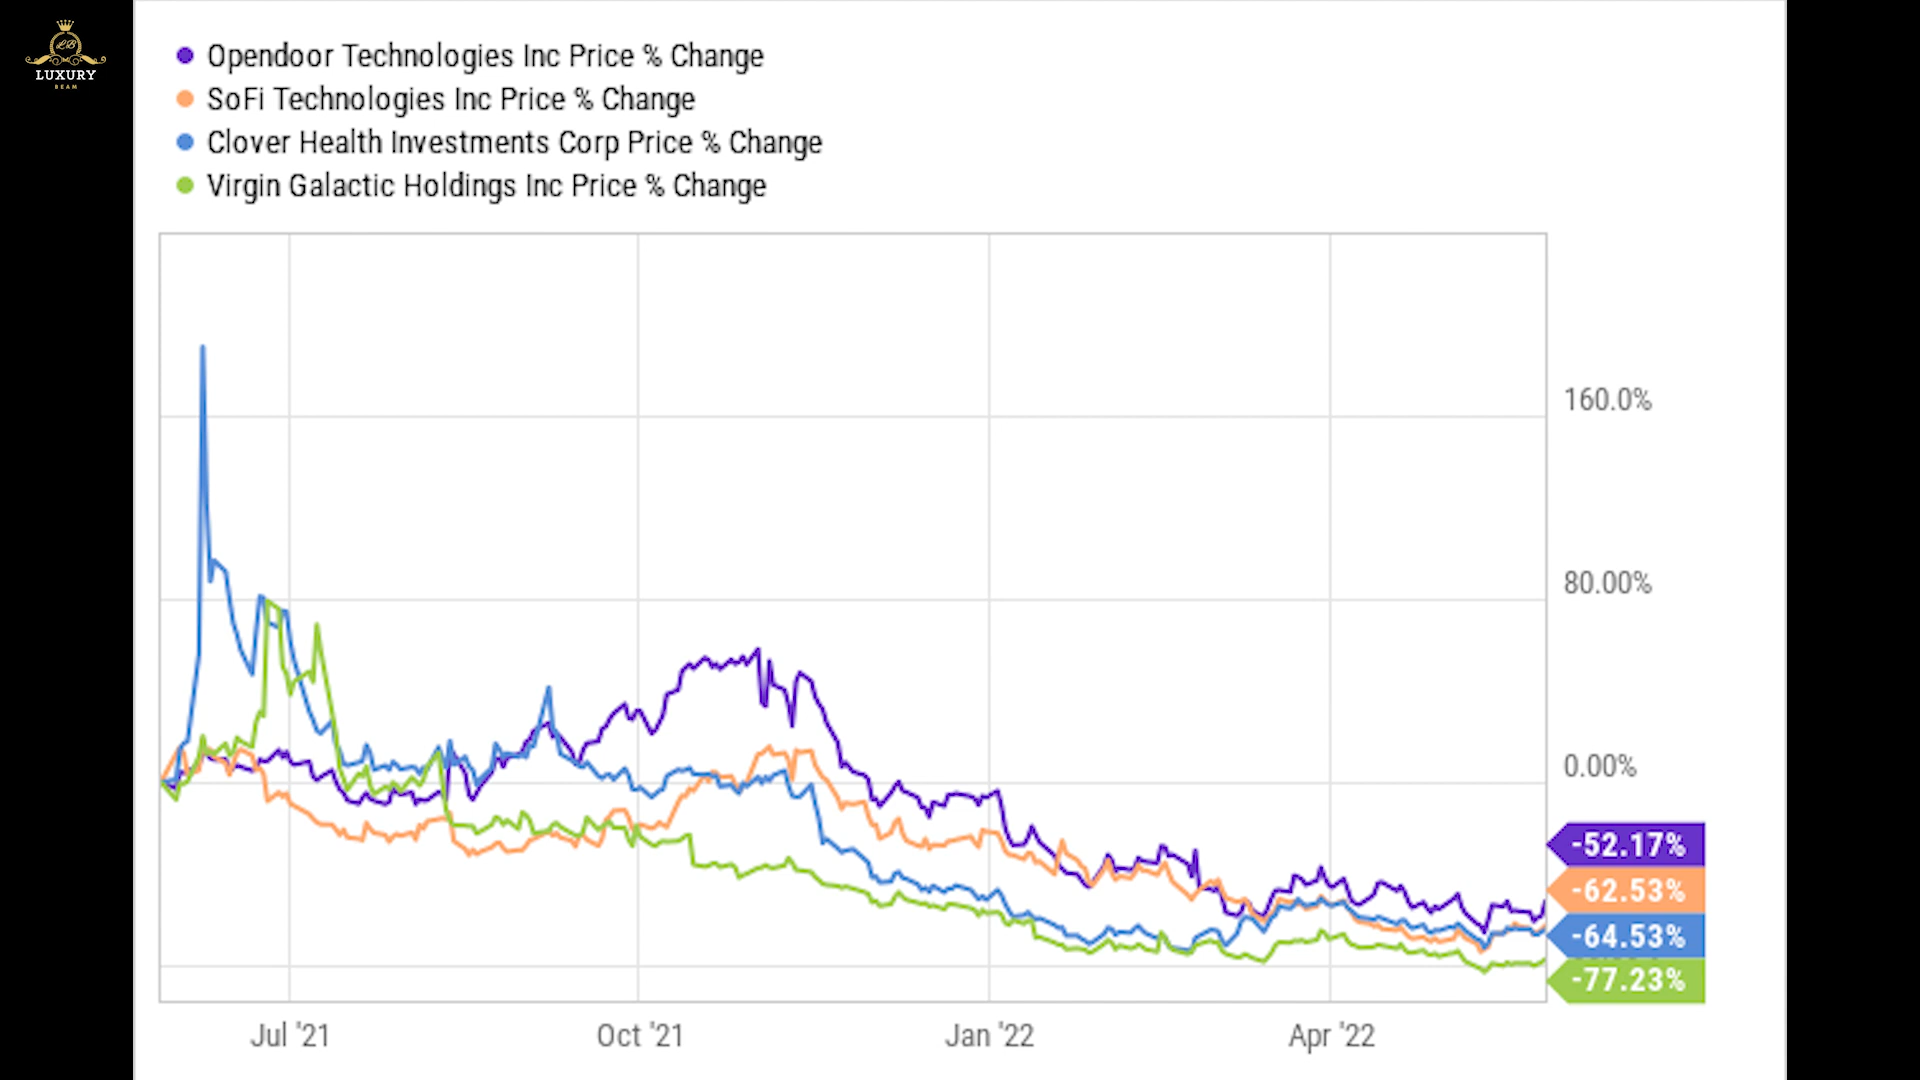 LB
LUXURY
BEAM
Opendoor Technologies Inc Price % Change
SoFi Technologies Inc Price % Change
Clover Health Investments Corp Price % Change
Virgin Galactic Holdings Inc Price % Change
160.0%
80.00%
0.00%
-52.17%
-62.53%
-64.53%
-77.23%
Jul '21
Oct '21
Jan '22
Apr '22